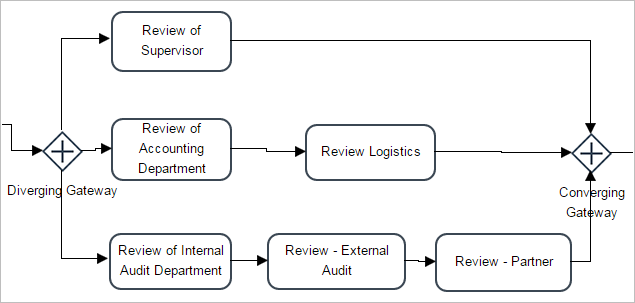 Review of
Supervisor
Review of
Accounting
Department
Review Logistics
Diverging Gateway
Converging
Gateway
Review of Internal
Audit Department
Review - External
Audit
Review - Partner